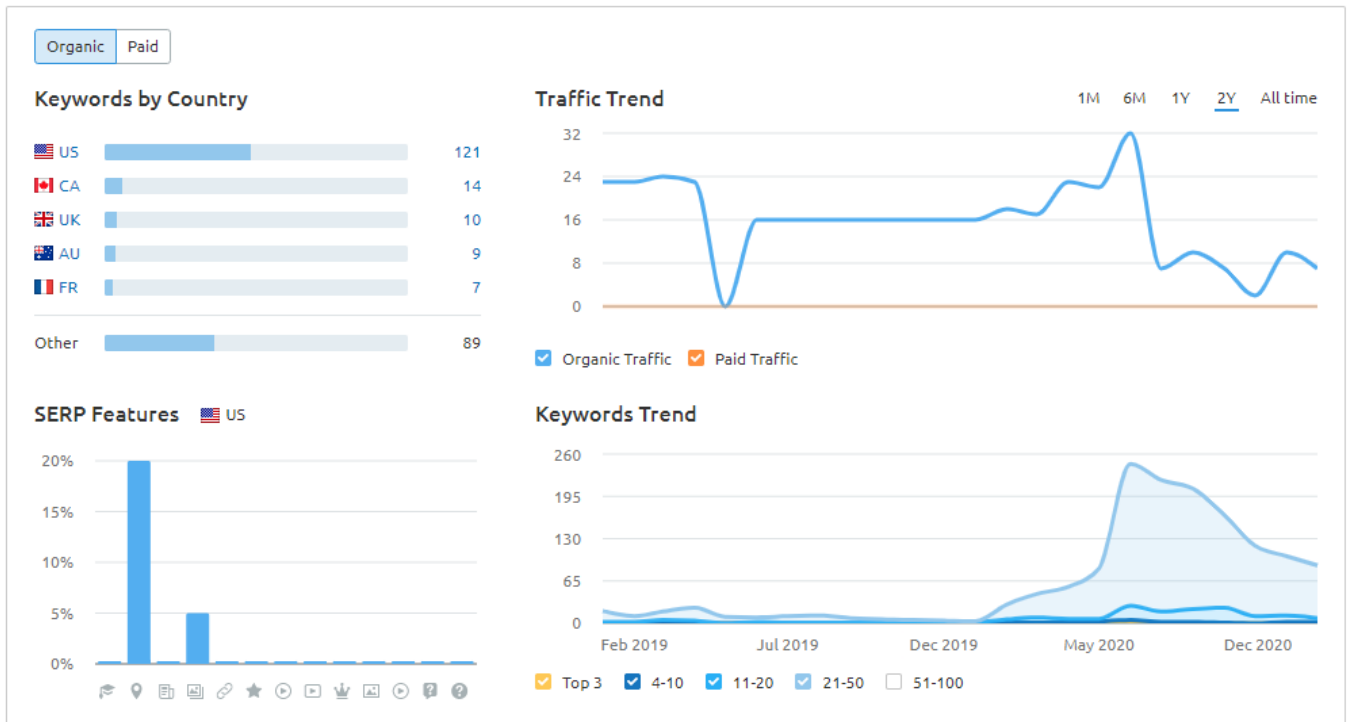 Organic Paid
Keywords by Country
US 121
CA 14
UK 10
AU 9
FR 7
Other 89
Traffic Trend
1M 6M 1Y 2Y All time
32
24
16
8
0
Organic Traffic Paid Traffic
SERP Features US
20%
15%
10%
5%
0%
Keywords Trend
260
195
130
65
0
Feb 2019 Jul 2019 Dec 2019 May 2020 Dec 2020
Top 3 4-10 11-20 21-50 51-100